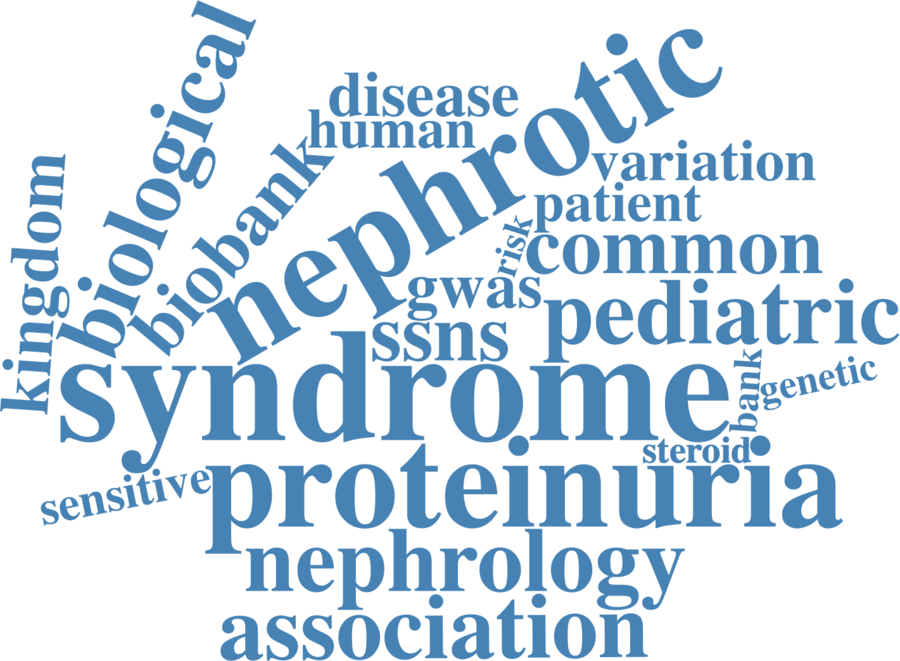 biological
nephrotic
disease
human
biobank
kingdom
variation
patient
risk
common
gwas
pediatric
ssns
syndrome
bank
genetic
steroid
proteinuria
sensitive
nephrology
association